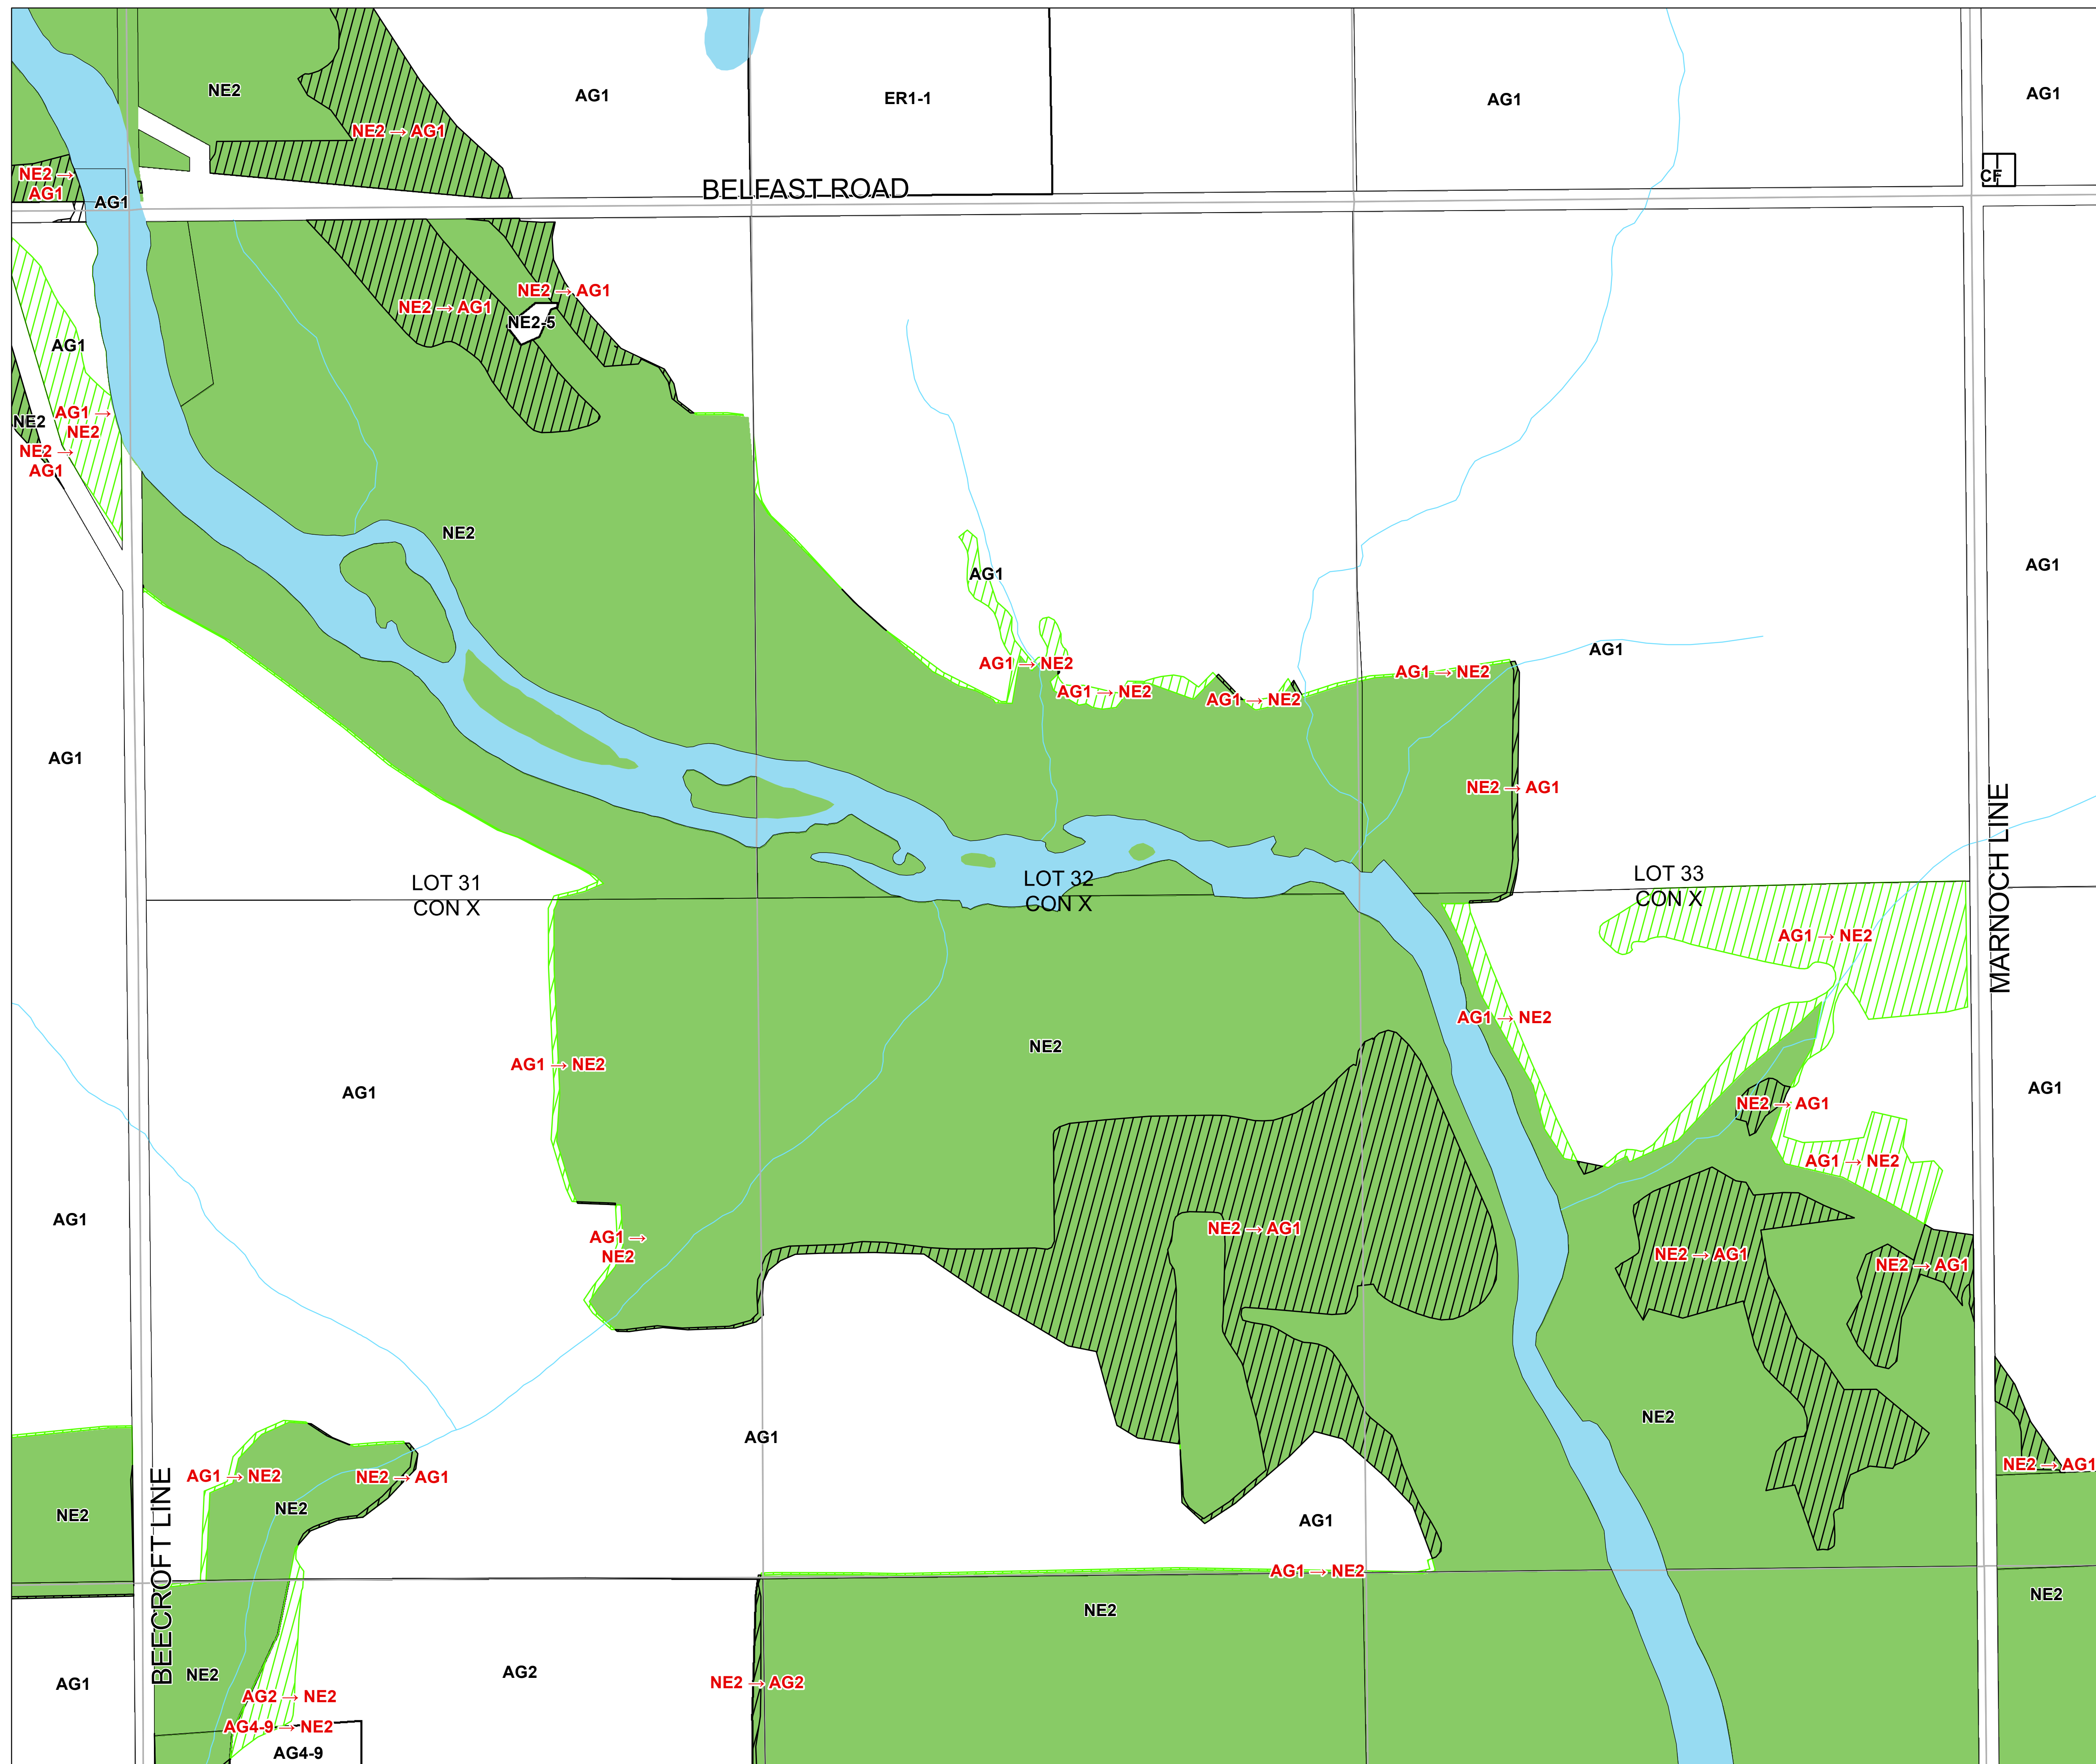 NE2
AG1
ER1-1
AG1
AG1
NE2 → AG1
NE2 →
AG1
CF
AG1
BELFAST ROAD
NE2 → AG1
NE2 → AG1
NE2-5
AG1
AG1 →
NE2
NE2
NE2 →
AG1
NE2
AG1
AG1
AG1
AG1 → NE2
AG1 → NE2
AG1 → NE2
AG1 → NE2
AG1
NE2 → AG1
MARNOCH LINE
LOT 31
CON X
LOT 32
CON X
LOT 33
CON X
AG1 → NE2
AG1 → NE2
NE2
AG1 → NE2
AG1
AG1
NE2 → AG1
AG1 → NE2
AG1
AG1 →
NE2
NE2 → AG1
NE2 → AG1
NE2 → AG1
NE2
AG1
AG1 → NE2
NE2 → AG1
NE2 → AG1
NE2
NE2
AG1
AG1 → NE2
NE2
NE2
BEECROFT LINE
AG1
NE2
AG2
NE2 → AG2
AG2 → NE2
AG4-9 → NE2
AG4-9